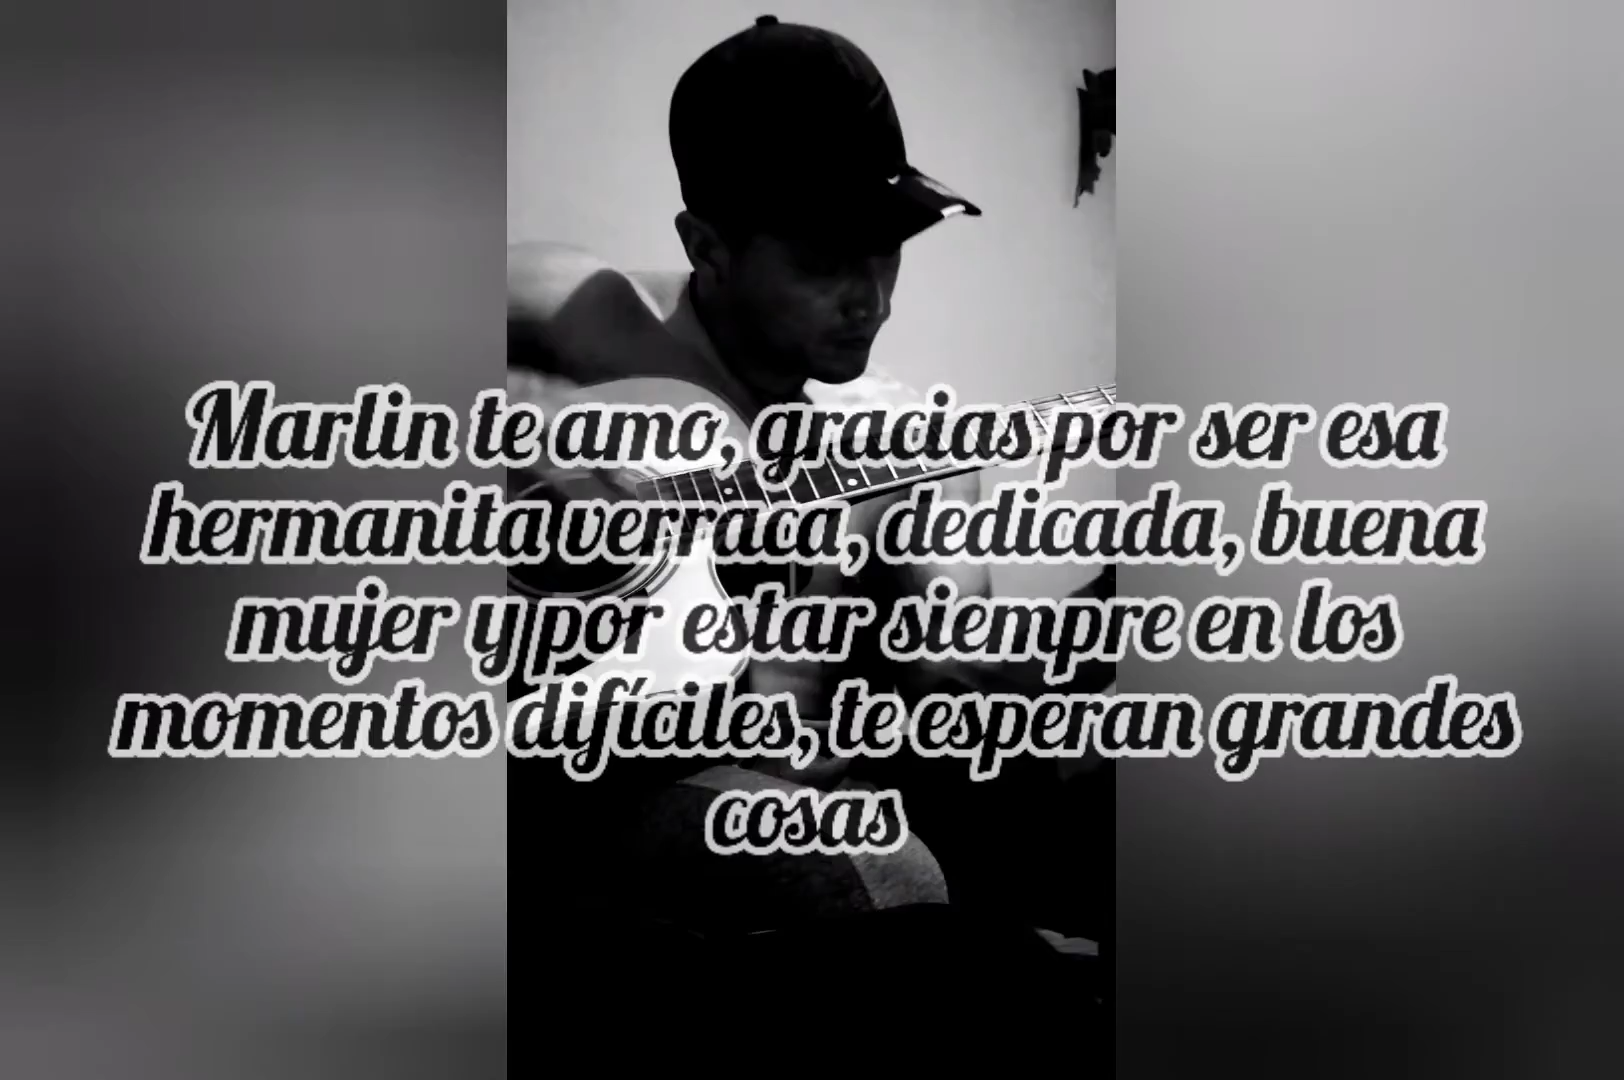 Marlin te amo, gracias por ser esa
hermanita verraca, dedicada, buena
mujer y por estar siempre en los
momentos difíciles, te esperan grandes
cosas